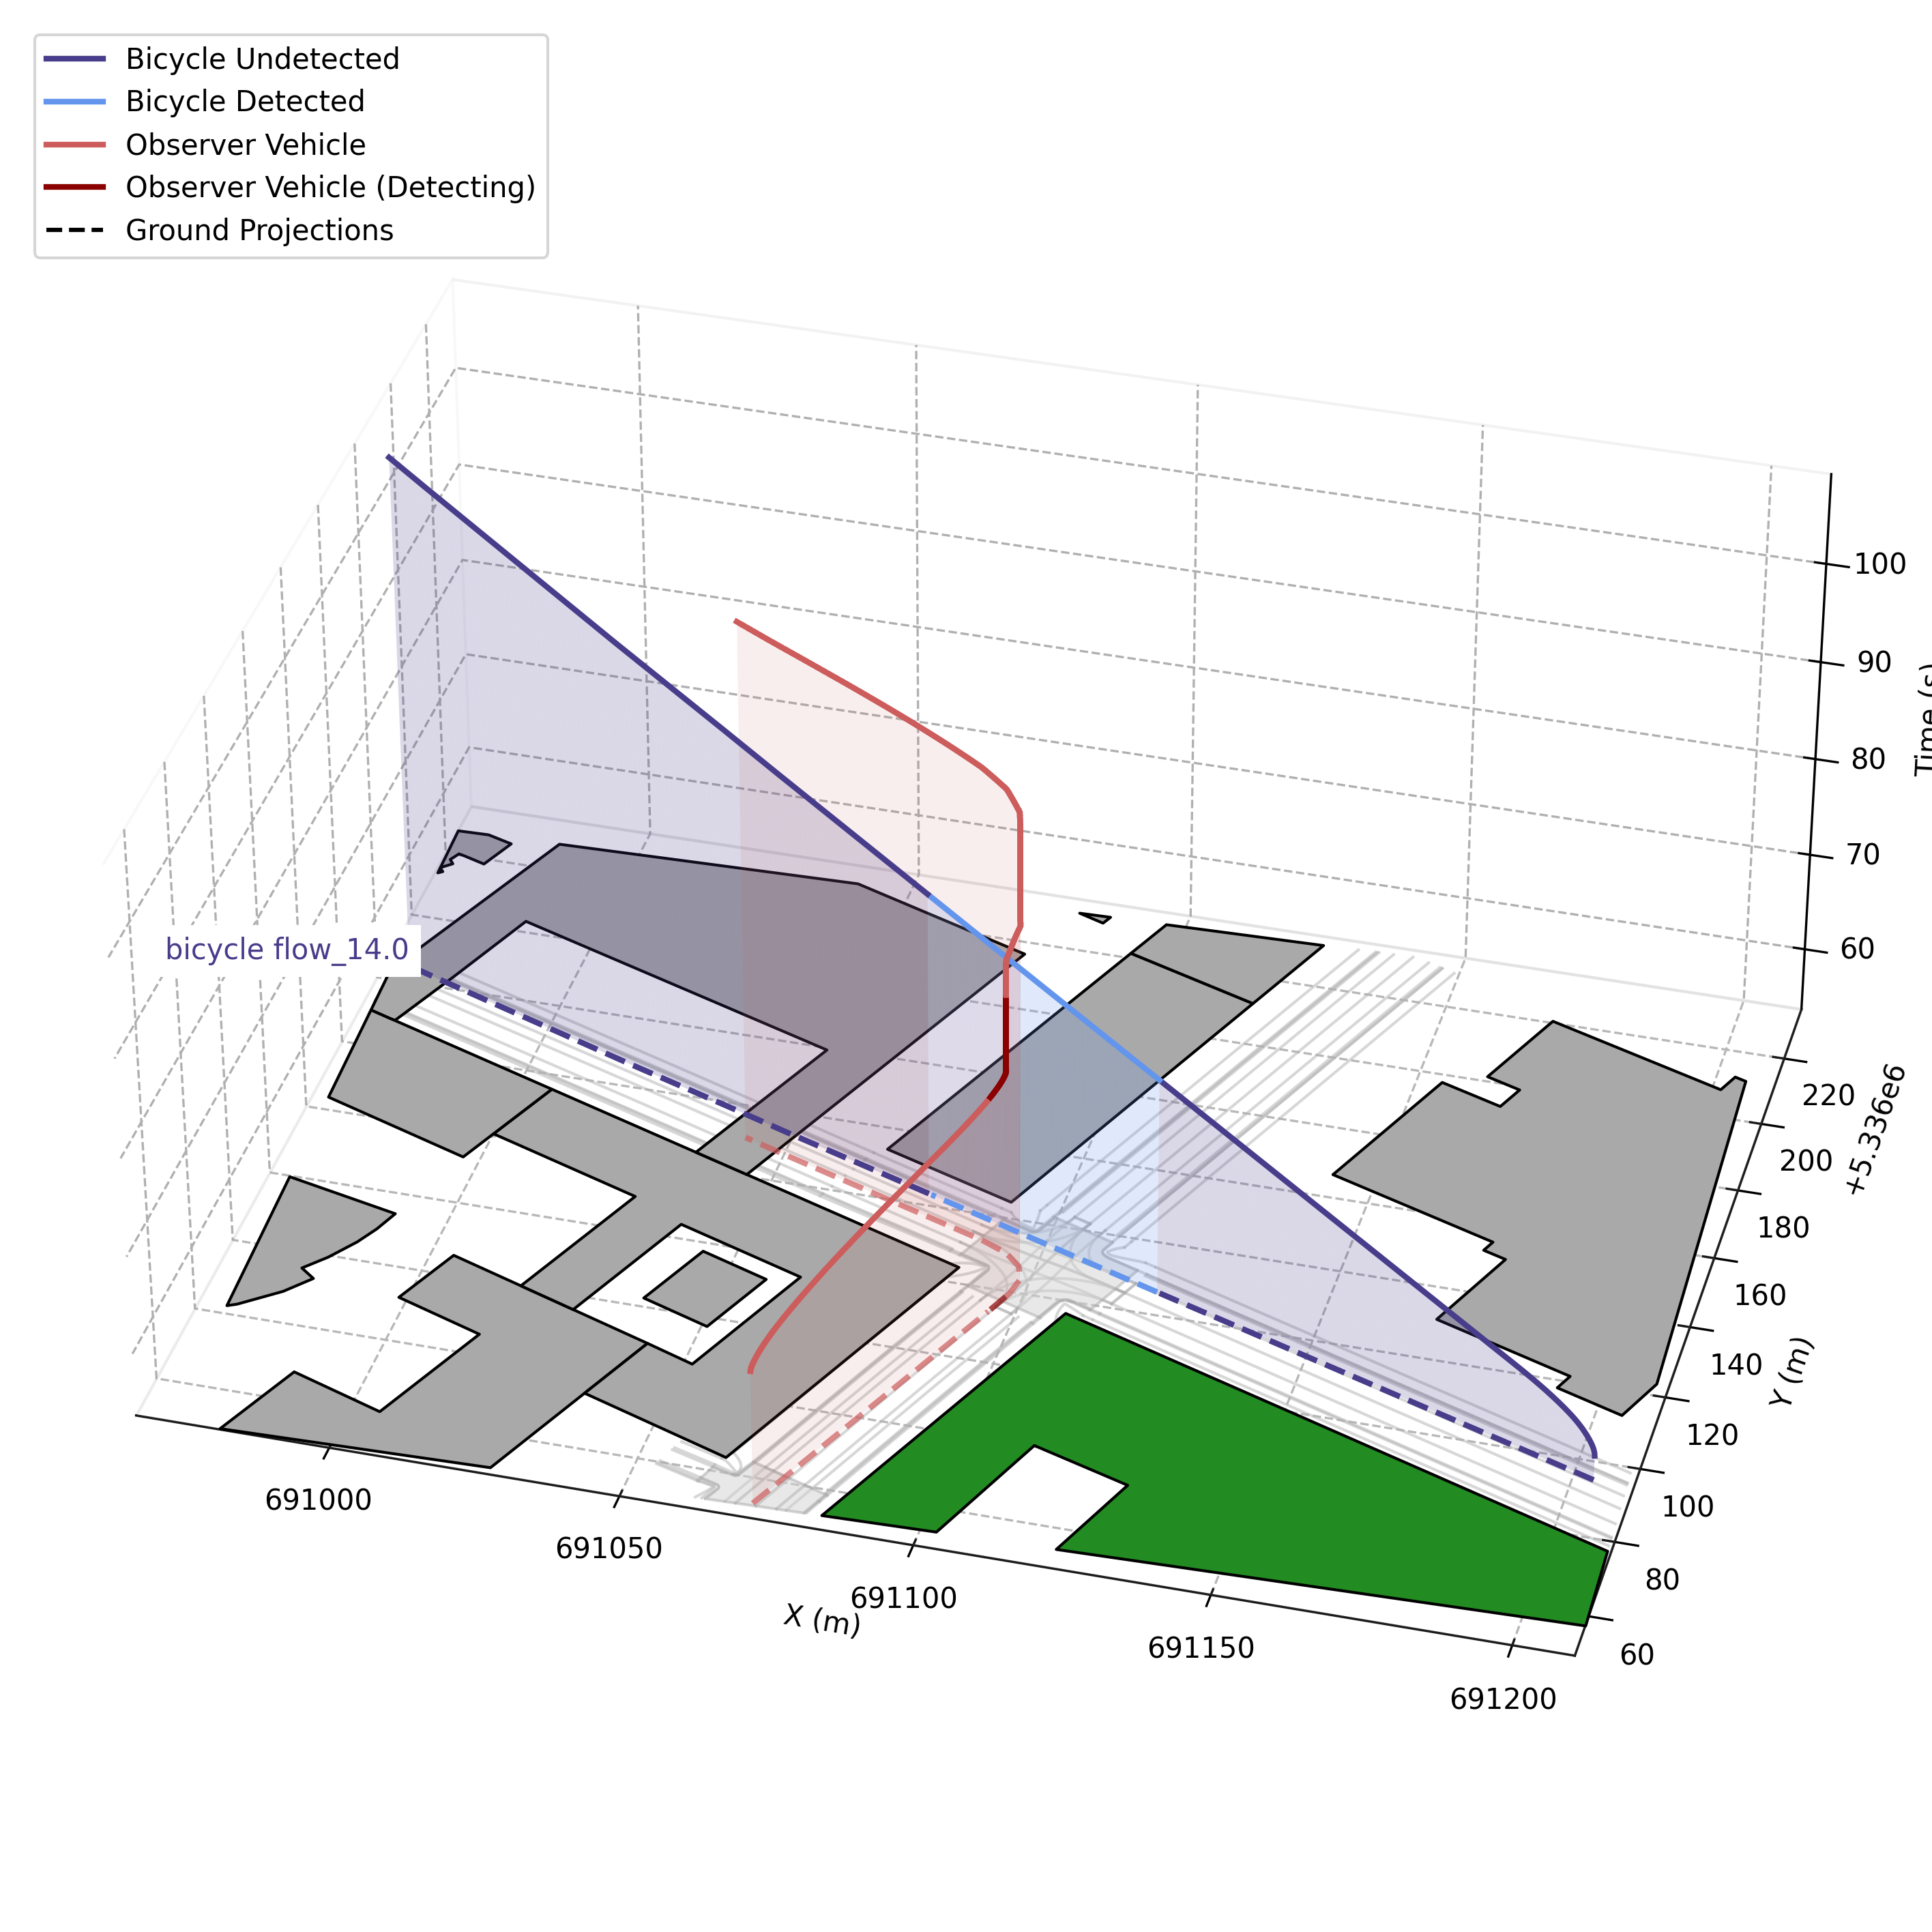 Bicycle Undetected
Bicycle Detected
Observer Vehicle
Observer Vehicle (Detecting)
Ground Projections
100
90
80
70
60
Time (s)
bicycle flow_14.0
220
200
180
160
140
120
100
80
60
+5.336e6
Y (m)
691000
691050
691100
691150
691200
X (m)